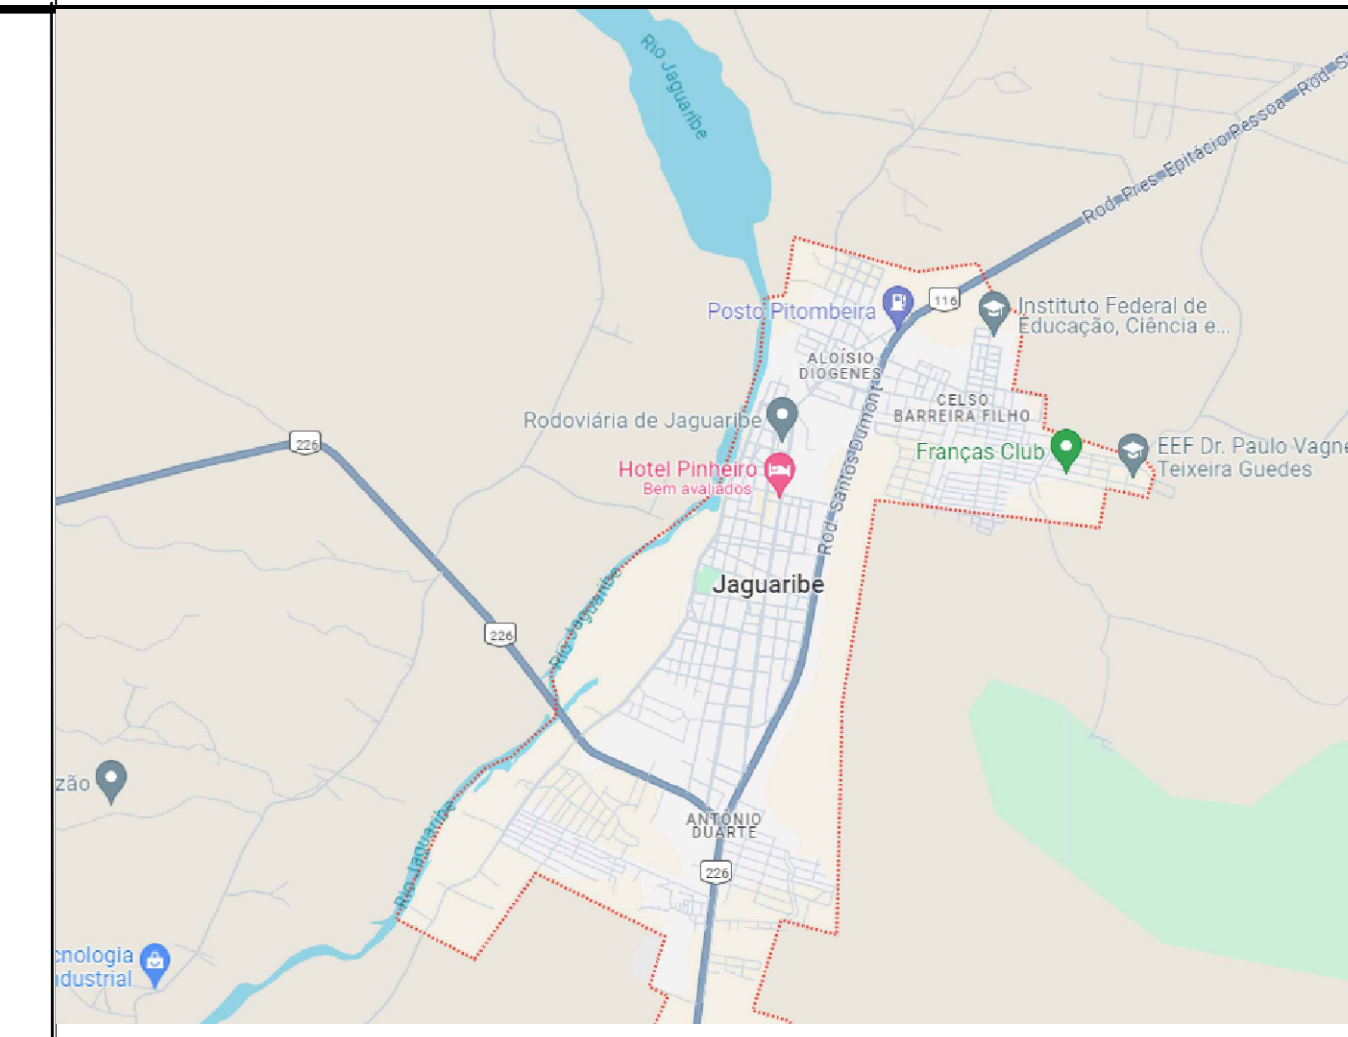 Rio Jaguaribe
Rod. Pres. Epitácio Pessoa
Rod. S
Posto Pitombeira
116
Instituto Federal de
Educação, Ciência e...
ALOÍSIO
DIOGENES
CELSO
BARREIRA FILHO
Rodoviária de Jaguaribe
Rod. Santos Dumont
Franças Club
EEF Dr. Paulo Vagne
Teixeira Guedes
226
Hotel Pinheiro
Bem avaliados
Jaguaribe
Rio Jaguaribe
226
zão
Rio Jaguaribe
ANTONIO
DUARTE
226
cnologia
ndustrial